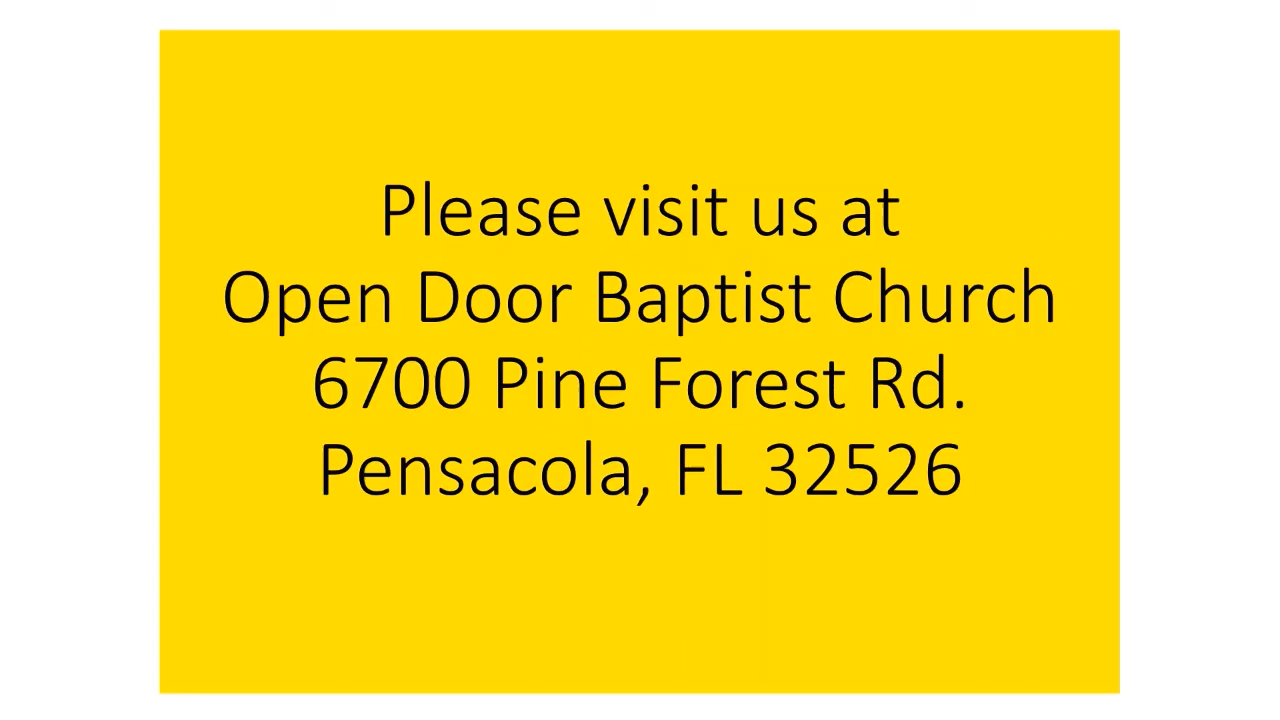 Please visit us at
Open Door Baptist Church
6700 Pine Forest Rd.
Pensacola, FL 32526